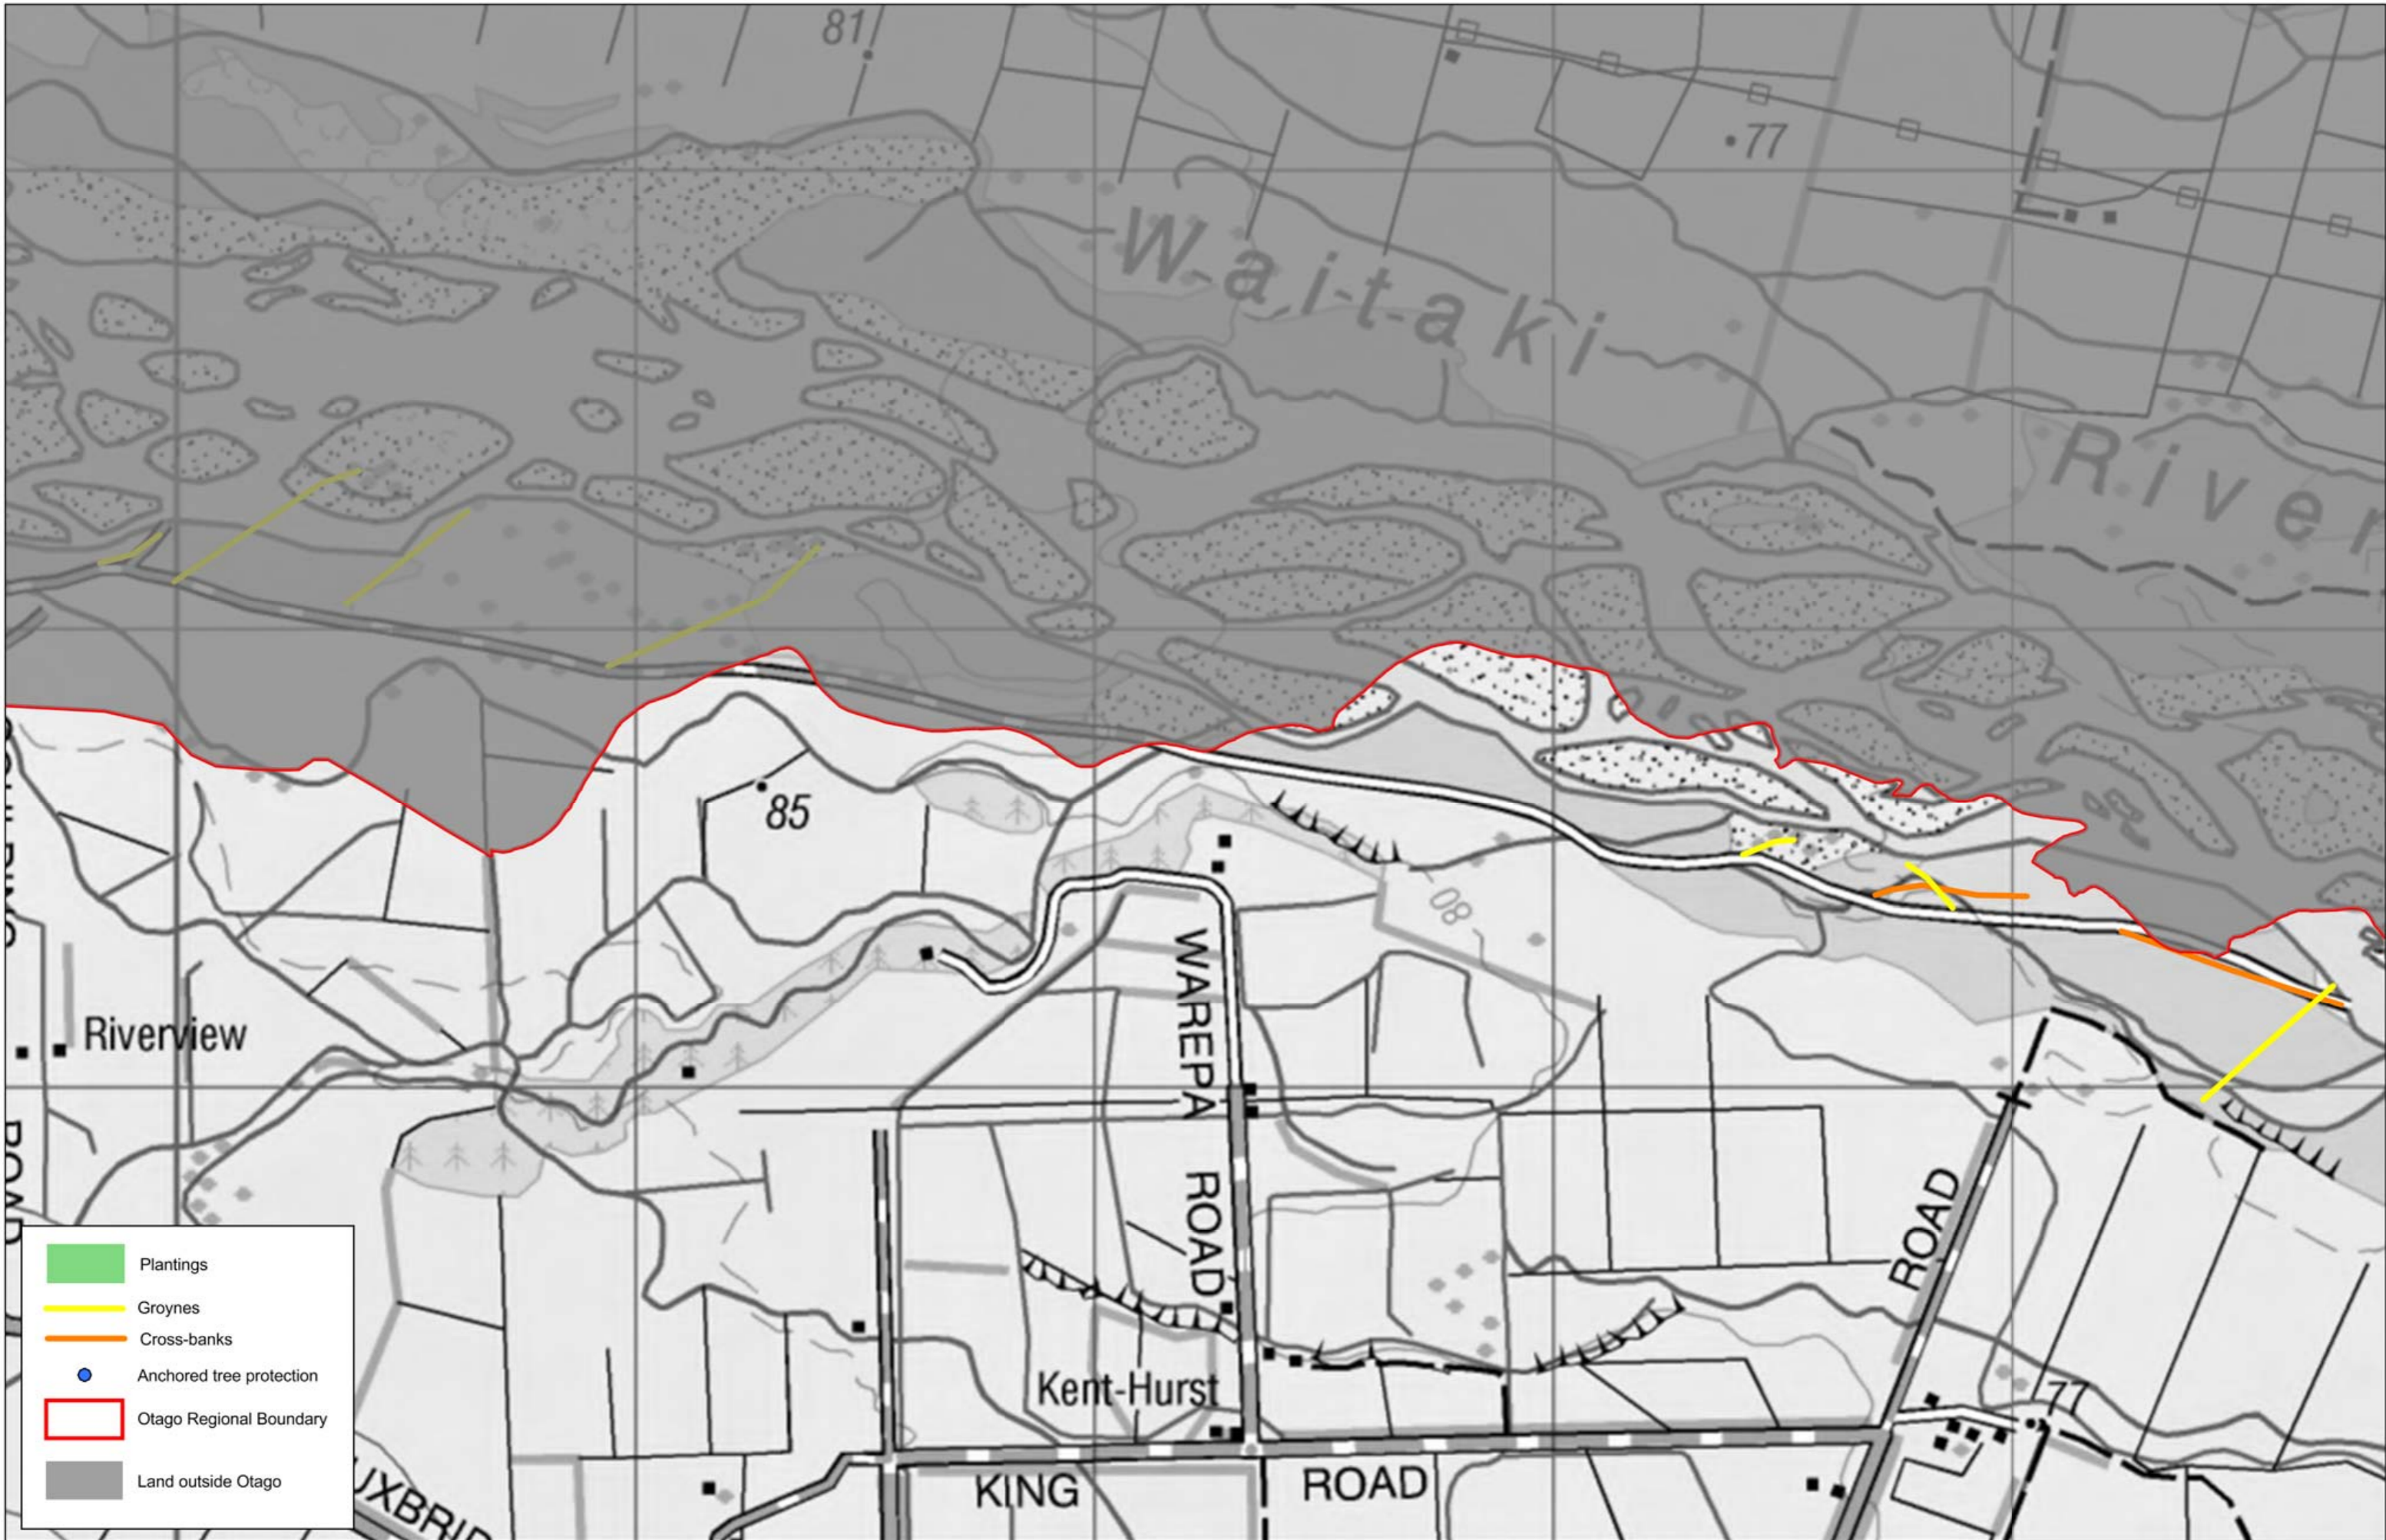 81
77
Waitaki
River
85
80
WAREPA
ROAD
Riverview
ROAD
ROAD
Kent-Hurst
77
KING ROAD
Plantings
Groynes
Cross-banks
Anchored tree protection
Otago Regional Boundary
Land outside Otago